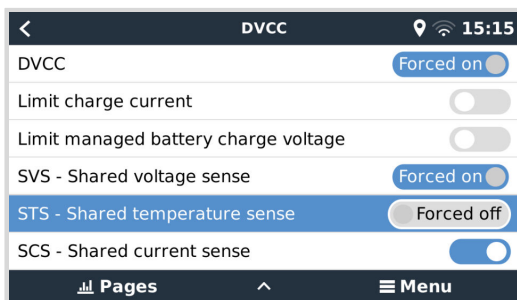 DVCC 15:15
DVCC Forced on
Limit charge current
Limit managed battery charge voltage
SVS - Shared voltage sense Forced on
STS - Shared temperature sense Forced off
SCS - Shared current sense
Pages Menu